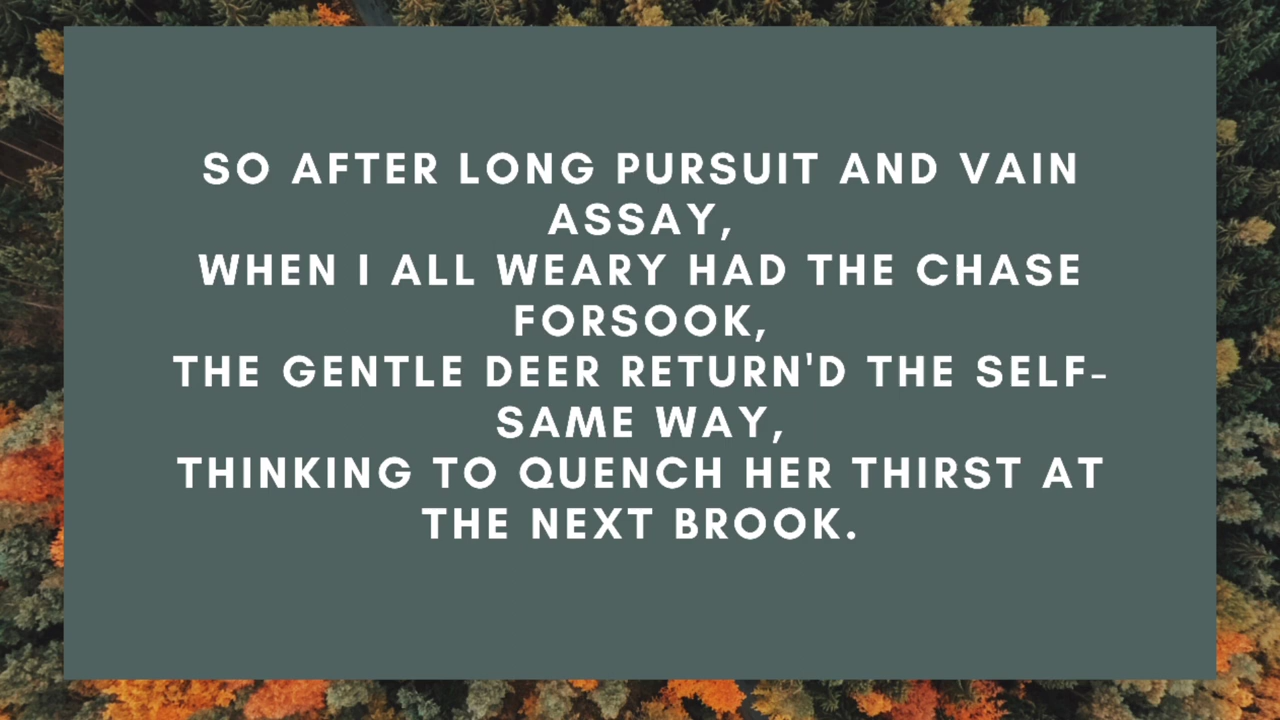 SO AFTER LONG PURSUIT AND VAIN
ASSAY,
WHEN I ALL WEARY HAD THE CHASE
FORSOOK,
THE GENTLE DEER RETURN'D THE SELF-
SAME WAY,
THINKING TO QUENCH HER THIRST AT
THE NEXT BROOK.